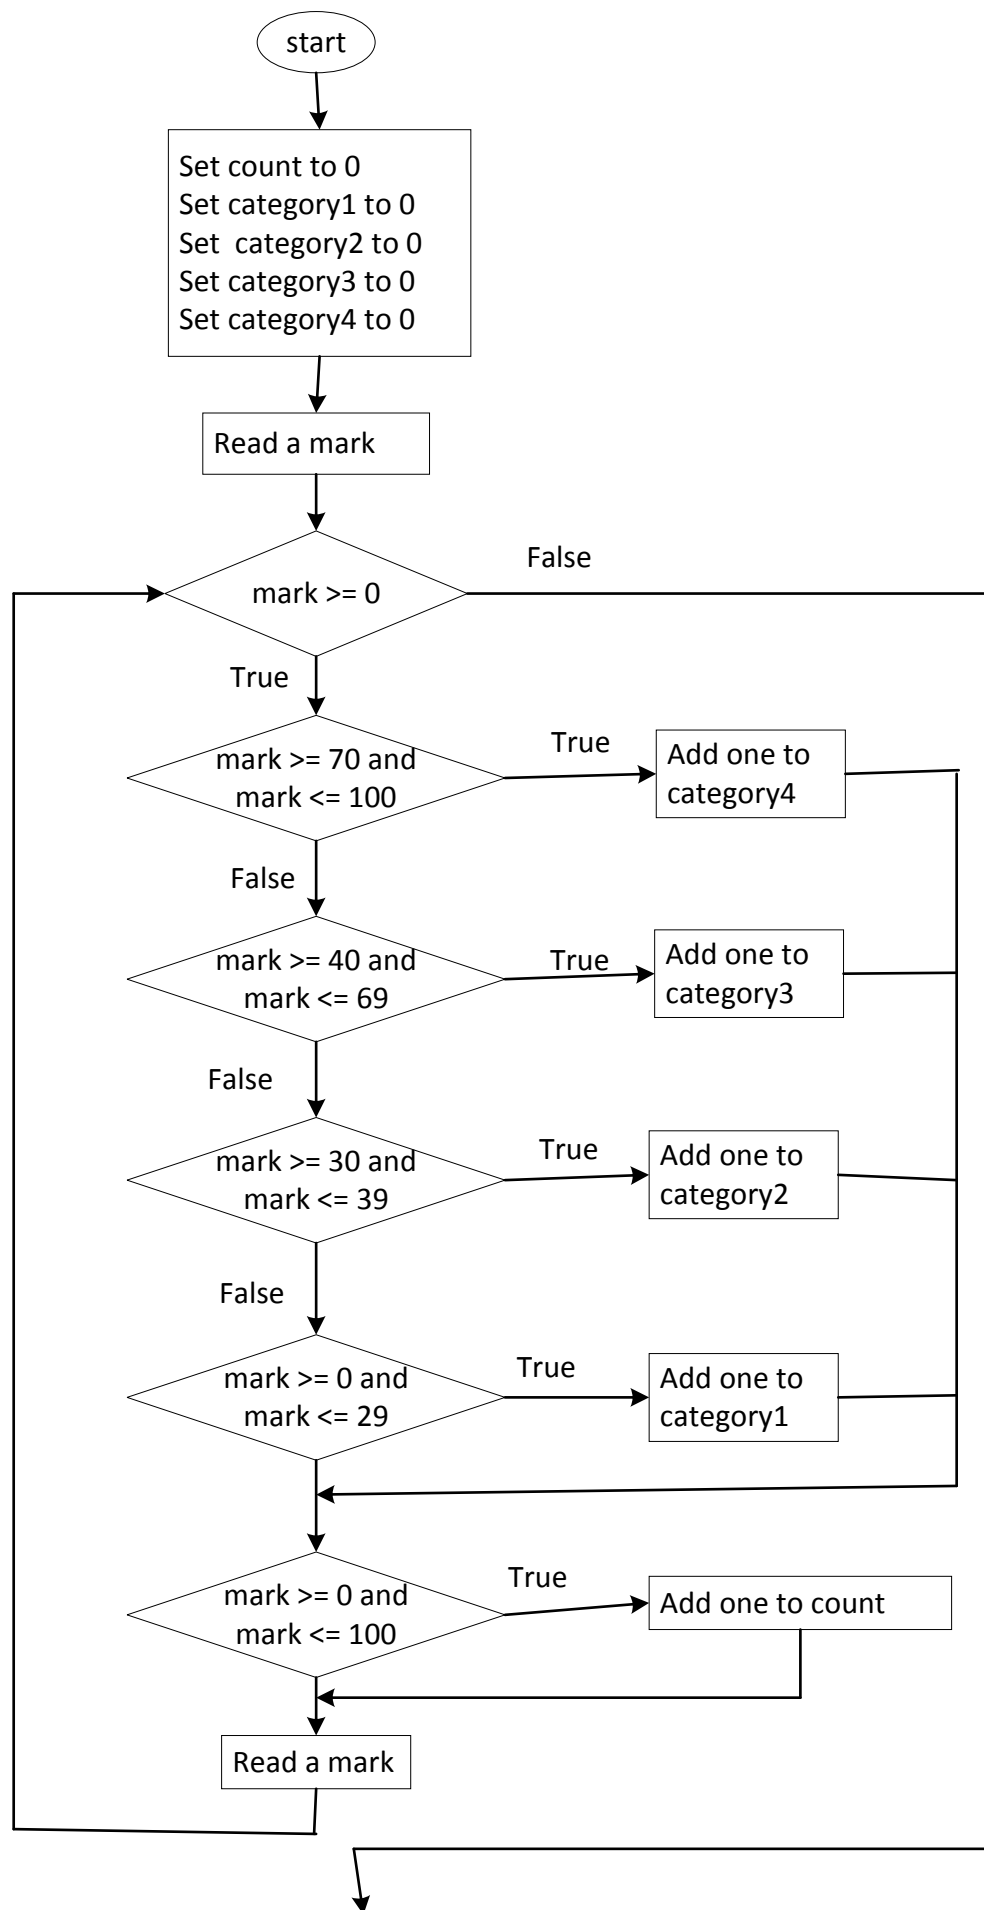 start
Set count to 0
Set category1 to 0
Set  category2 to 0
Set category3 to 0
Set category4 to 0
Read a mark
False
mark >= 0
True
mark >= 70 and
mark <= 100
True
Add one to
category4
False
mark >= 40 and
mark <= 69
True
Add one to
category3
False
mark >= 30 and
mark <= 39
True
Add one to
category2
False
mark >= 0 and
mark <= 29
True
Add one to
category1
mark >= 0 and
mark <= 100
True
Add one to count
Read a mark